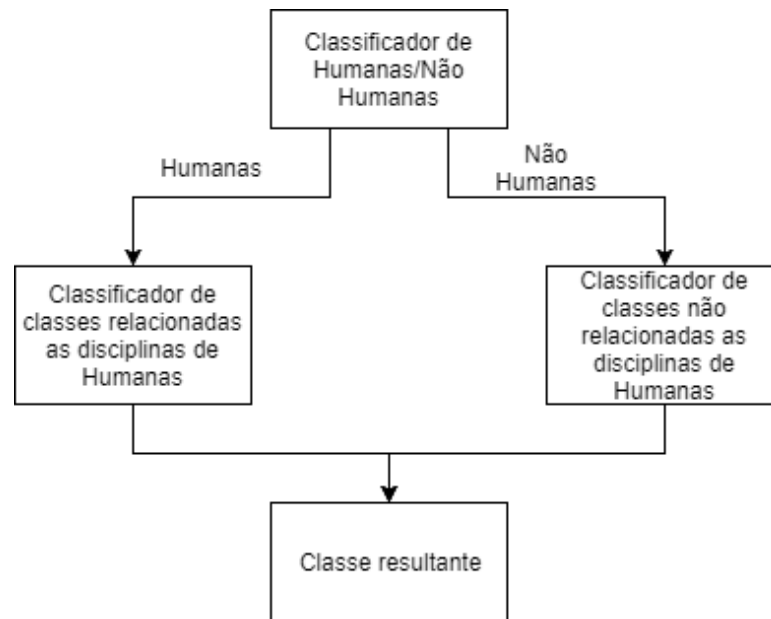 Classificador de
Humanas/Não
Humanas
Humanas
Não
Humanas
Classificador de
classes relacionadas
as disciplinas de
Humanas
Classificador de
classes não
relacionadas as
disciplinas de
Humanas
Classe resultante